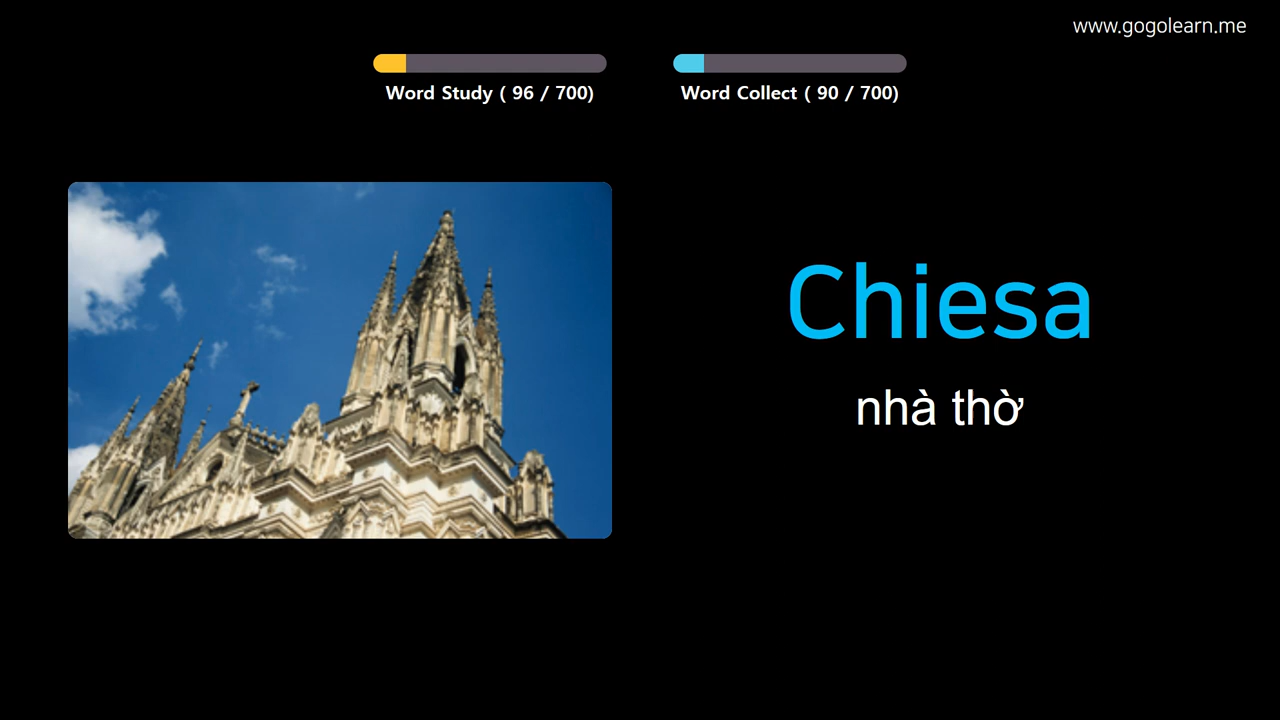 www.gogolearn.me
Word Study ( 96 / 700)
Word Collect ( 90 / 700)
Chiesa
nhà thờ